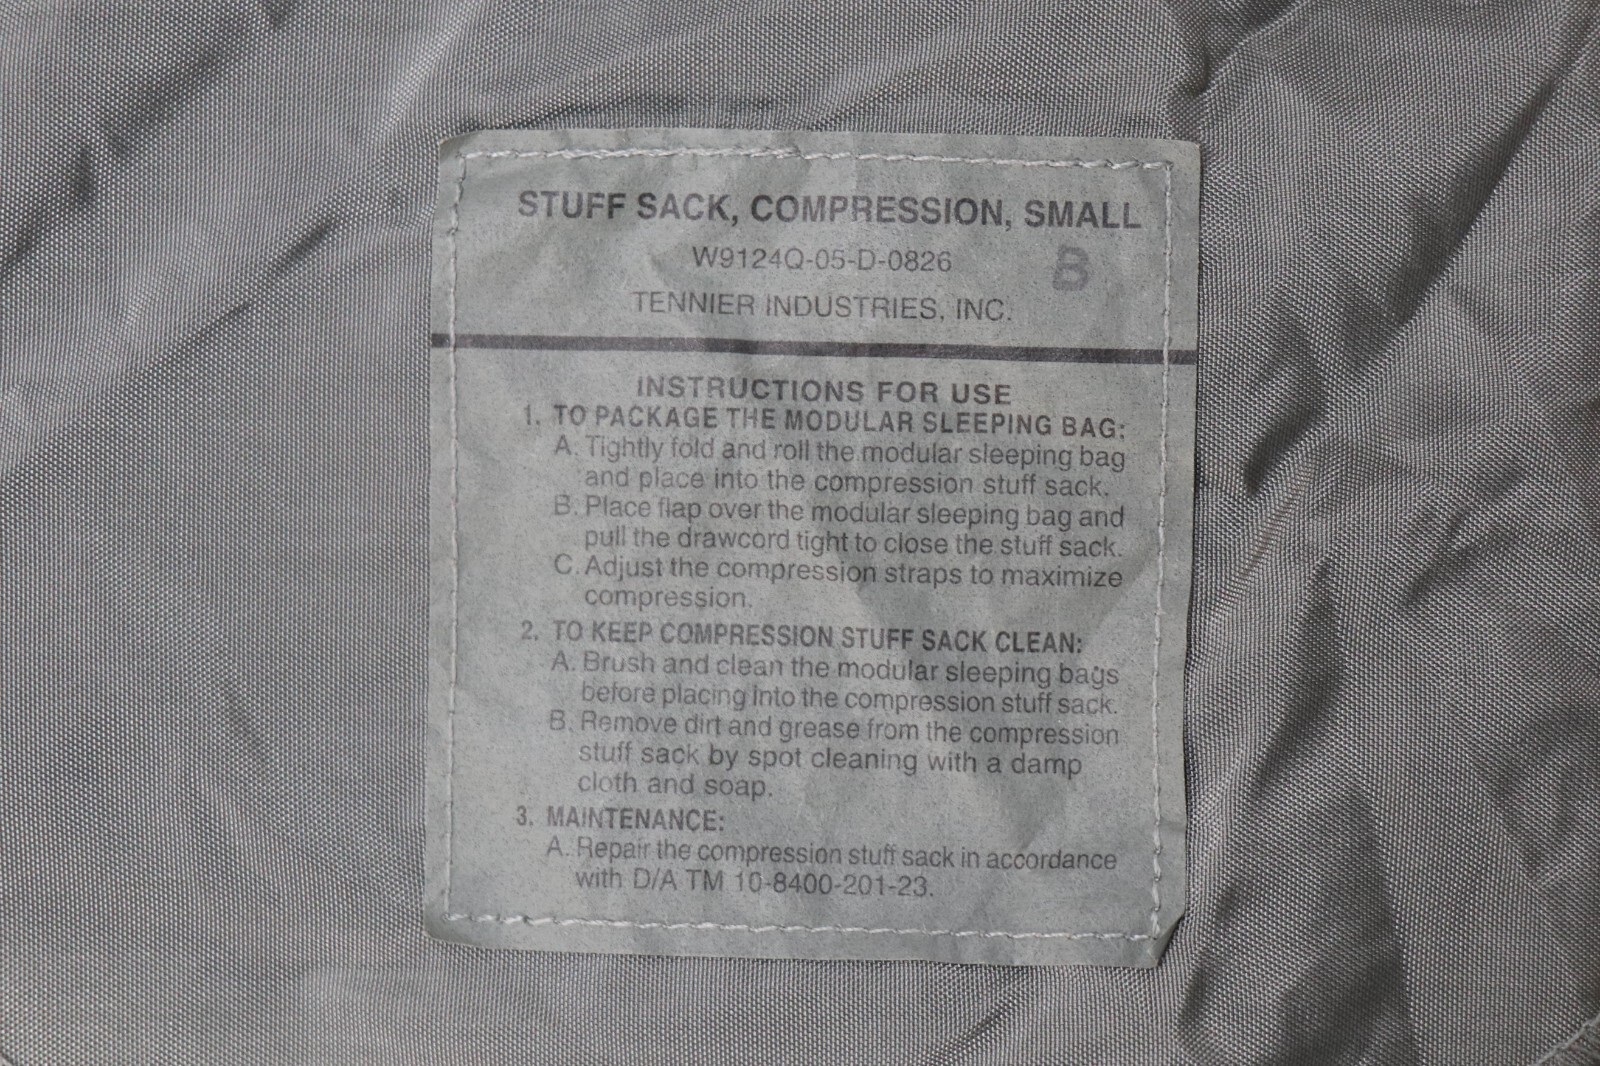 STUFF SACK, COMPRESSION, SMALL
W9124Q-05-D-0826 B
TENNIER INDUSTRIES, INC.
INSTRUCTIONS FOR USE
1. TO PACKAGE THE MODULAR SLEEPING BAG:
A. Tightly fold and roll the modular sleeping bag
and place into the compression stuff sack.
B. Place flap over the modular sleeping bag and
pull the drawcord tight to close the stuff sack.
C. Adjust the compression straps to maximize
compression.
2. TO KEEP COMPRESSION STUFF SACK CLEAN:
A. Brush and clean the modular sleeping bags
before placing into the compression stuff sack.
B. Remove dirt and grease from the compression
stuff sack by spot cleaning with a damp
cloth and soap.
3. MAINTENANCE:
A. Repair the compression stuff sack in accordance
with D/A TM 10-8400-201-23.